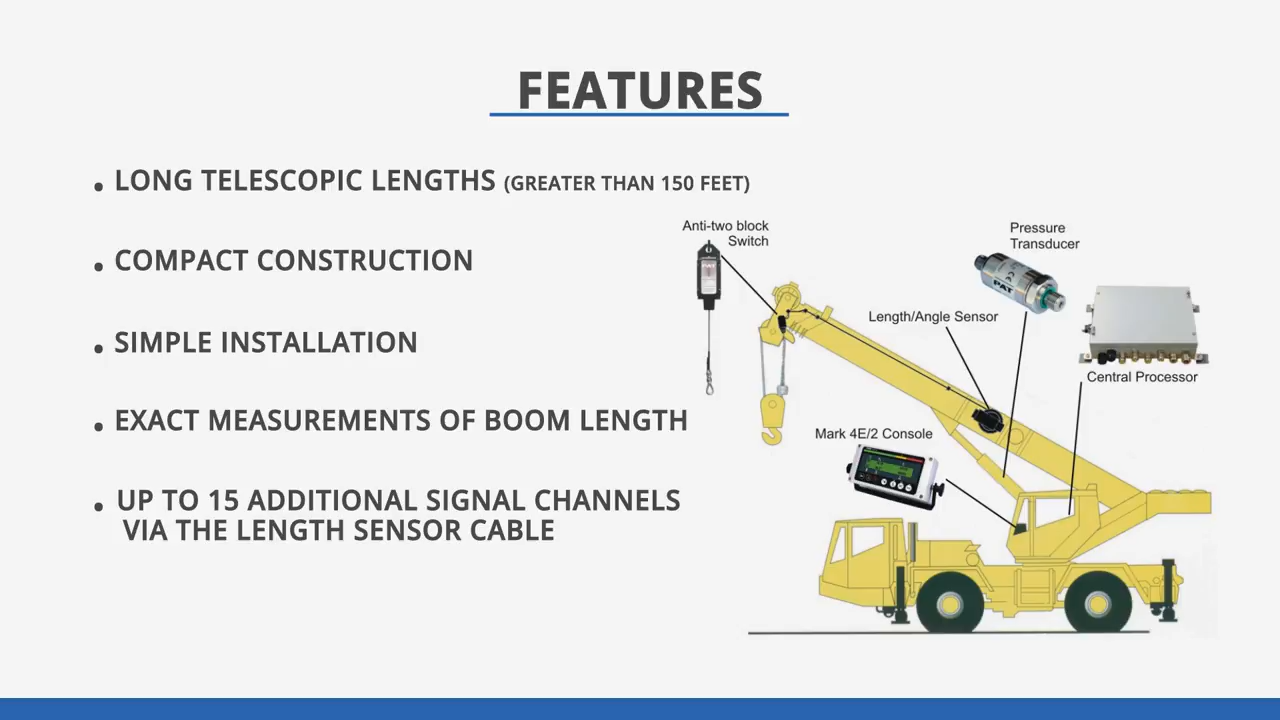 FEATURES
. LONG TELESCOPIC LENGTHS (GREATER THAN 150 FEET)
. COMPACT CONSTRUCTION
. SIMPLE INSTALLATION
. EXACT MEASUREMENTS OF BOOM LENGTH
. UP TO 15 ADDITIONAL SIGNAL CHANNELS
VIA THE LENGTH SENSOR CABLE
Anti-two block
Switch
PAT
Pressure
Transducer
PAT
Length/Angle Sensor
Central Processor
Mark 4E/2 Console